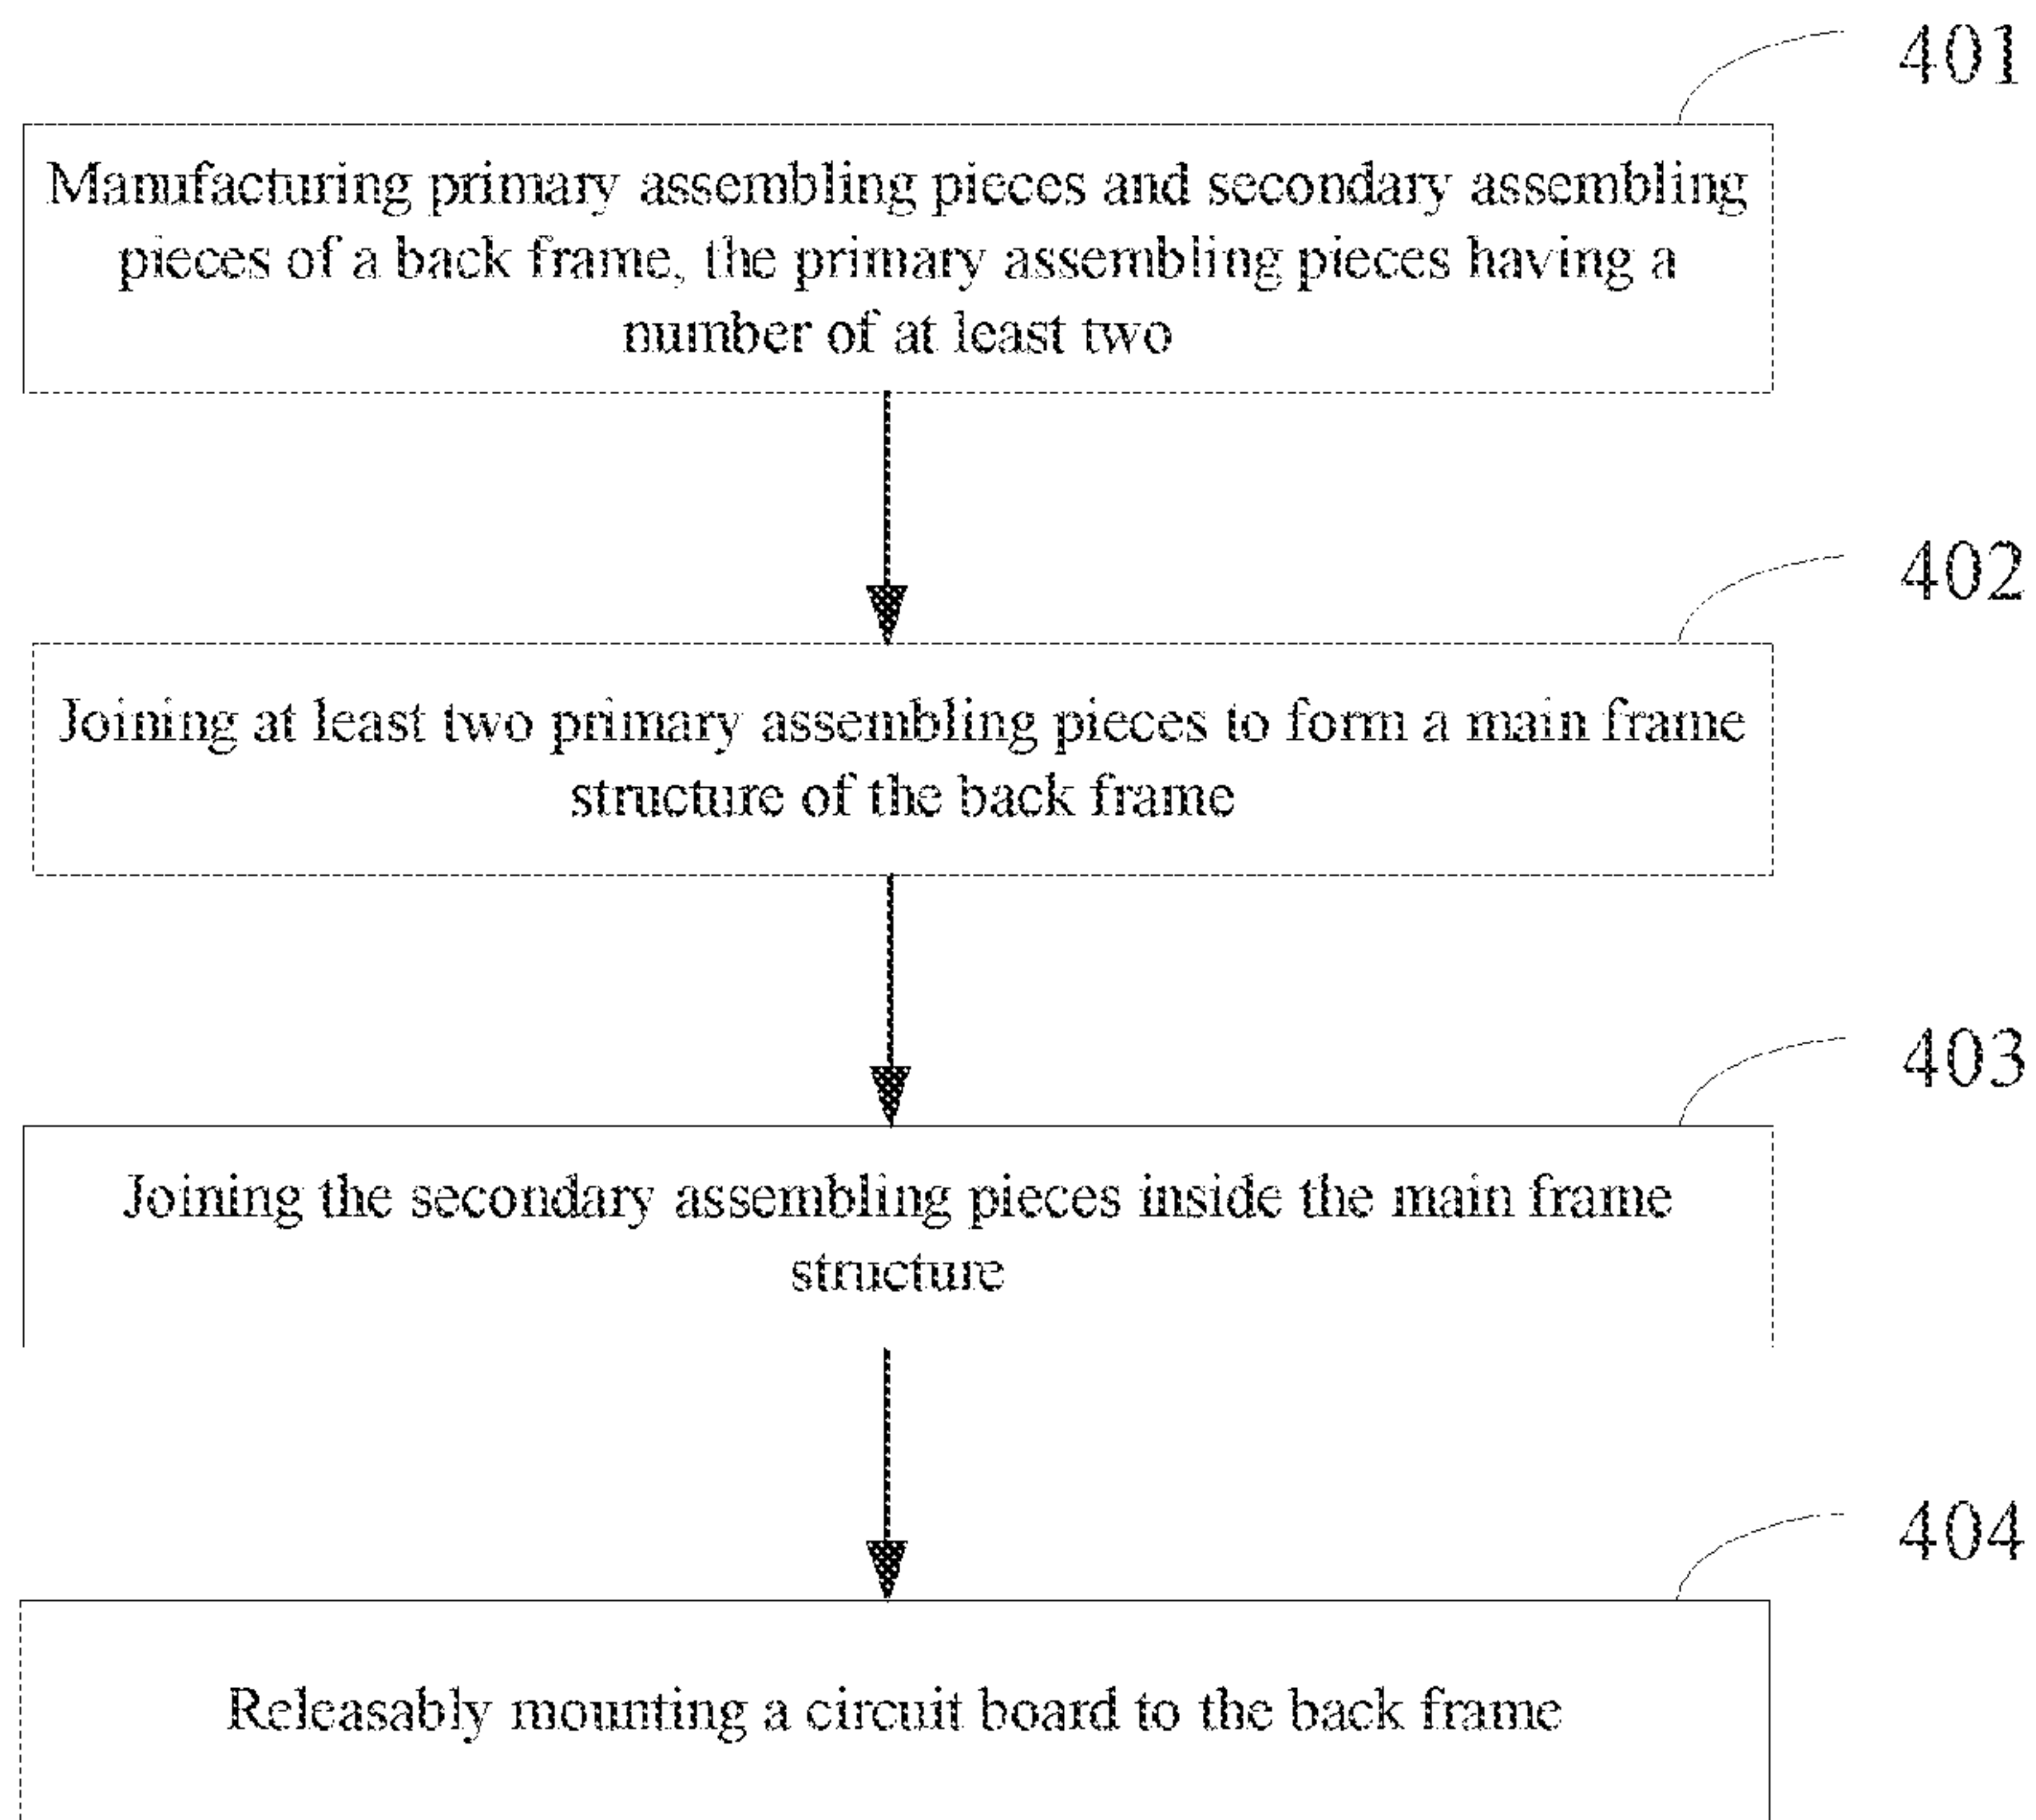 401
Manufacturing primary assembling pieces and secondary assembling
pieces of a back frame, the primary assembling pieces having a
number of at least two
402
Joining at least two primary assembling pieces to form a main frame
structure of the back frame
403
Joining the secondary assembling pieces inside the main frame
structure
404
Releasably mounting a circuit board to the back frame